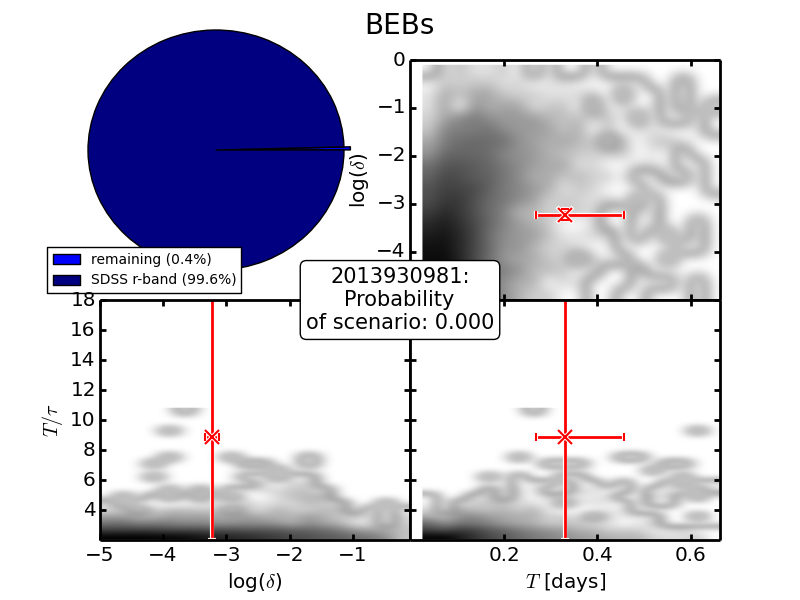 BEBs
remaining (0.4%)
SDSS r-band (99.6%)
log(δ)
0
−1
−2
−3
−4
2013930981:
Probability
of scenario: 0.000
T/τ
18
16
14
12
10
8
6
4
−5
−4
−3
−2
−1
log(δ)
0.2
0.4
0.6
T [days]